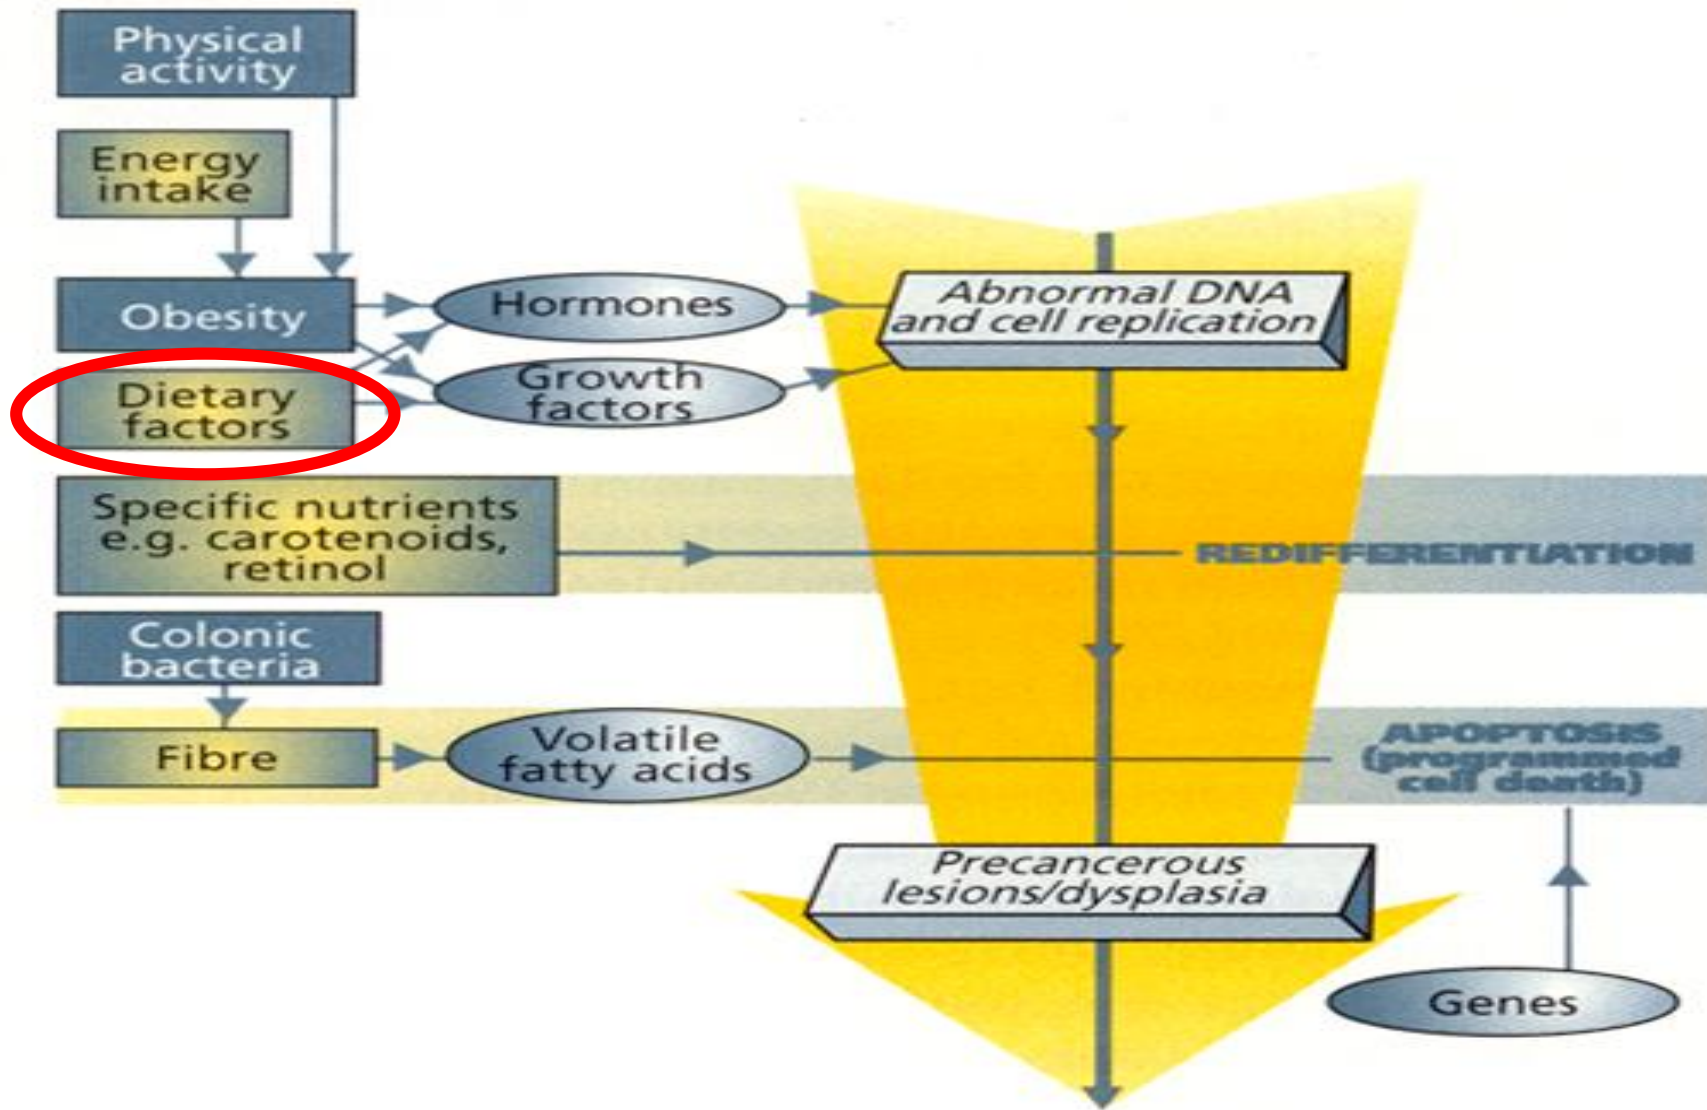 Physical
activity
Energy
intake
Obesity
Hormones
Abnormal DNA
and cell replication
Dietary
factors
Growth
factors
Specific nutrients
e.g. carotenoids,
retinol
REDIFFERENTIATION
Colonic
bacteria
Fibre
Volatile
fatty acids
APOPTOSIS
(programmed
cell death)
Precancerous
lesions/dysplasia
Genes